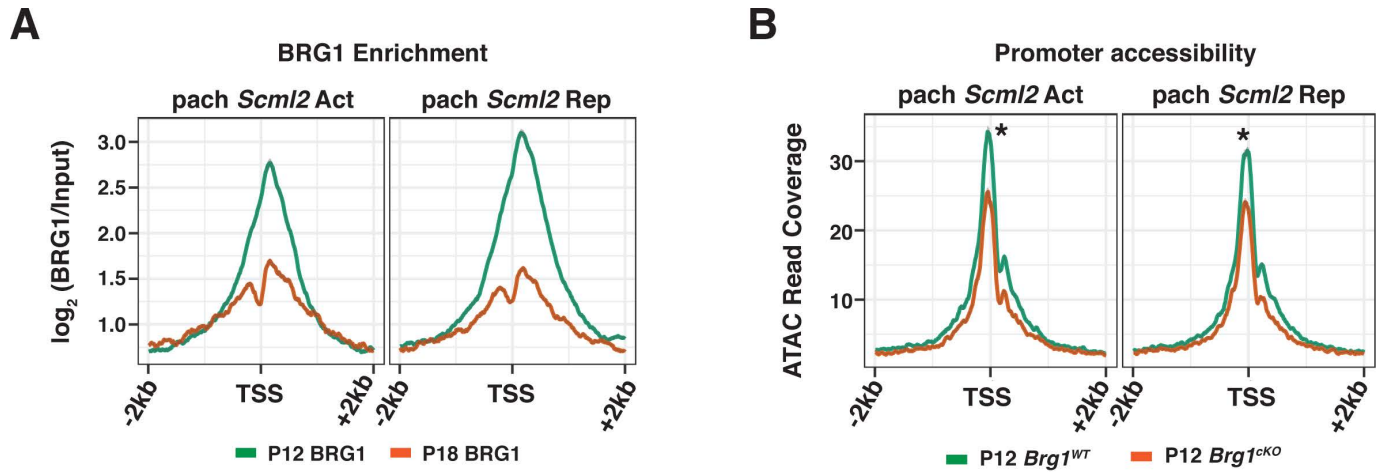 A
BRG1 Enrichment
pach Scml2 Act
pach Scml2 Rep
log2 (BRG1/Input)
3.0
2.5
2.0
1.5
1.0
-2kb
TSS
+2kb
-2kb
TSS
+2kb
P12 BRG1
P18 BRG1
B
Promoter accessibility
pach Scml2 Act
pach Scml2 Rep
ATAC Read Coverage
30
20
10
*
*
-2kb
TSS
+2kb
-2kb
TSS
+2kb
P12 Brg1WT
P12 Brg1cKO